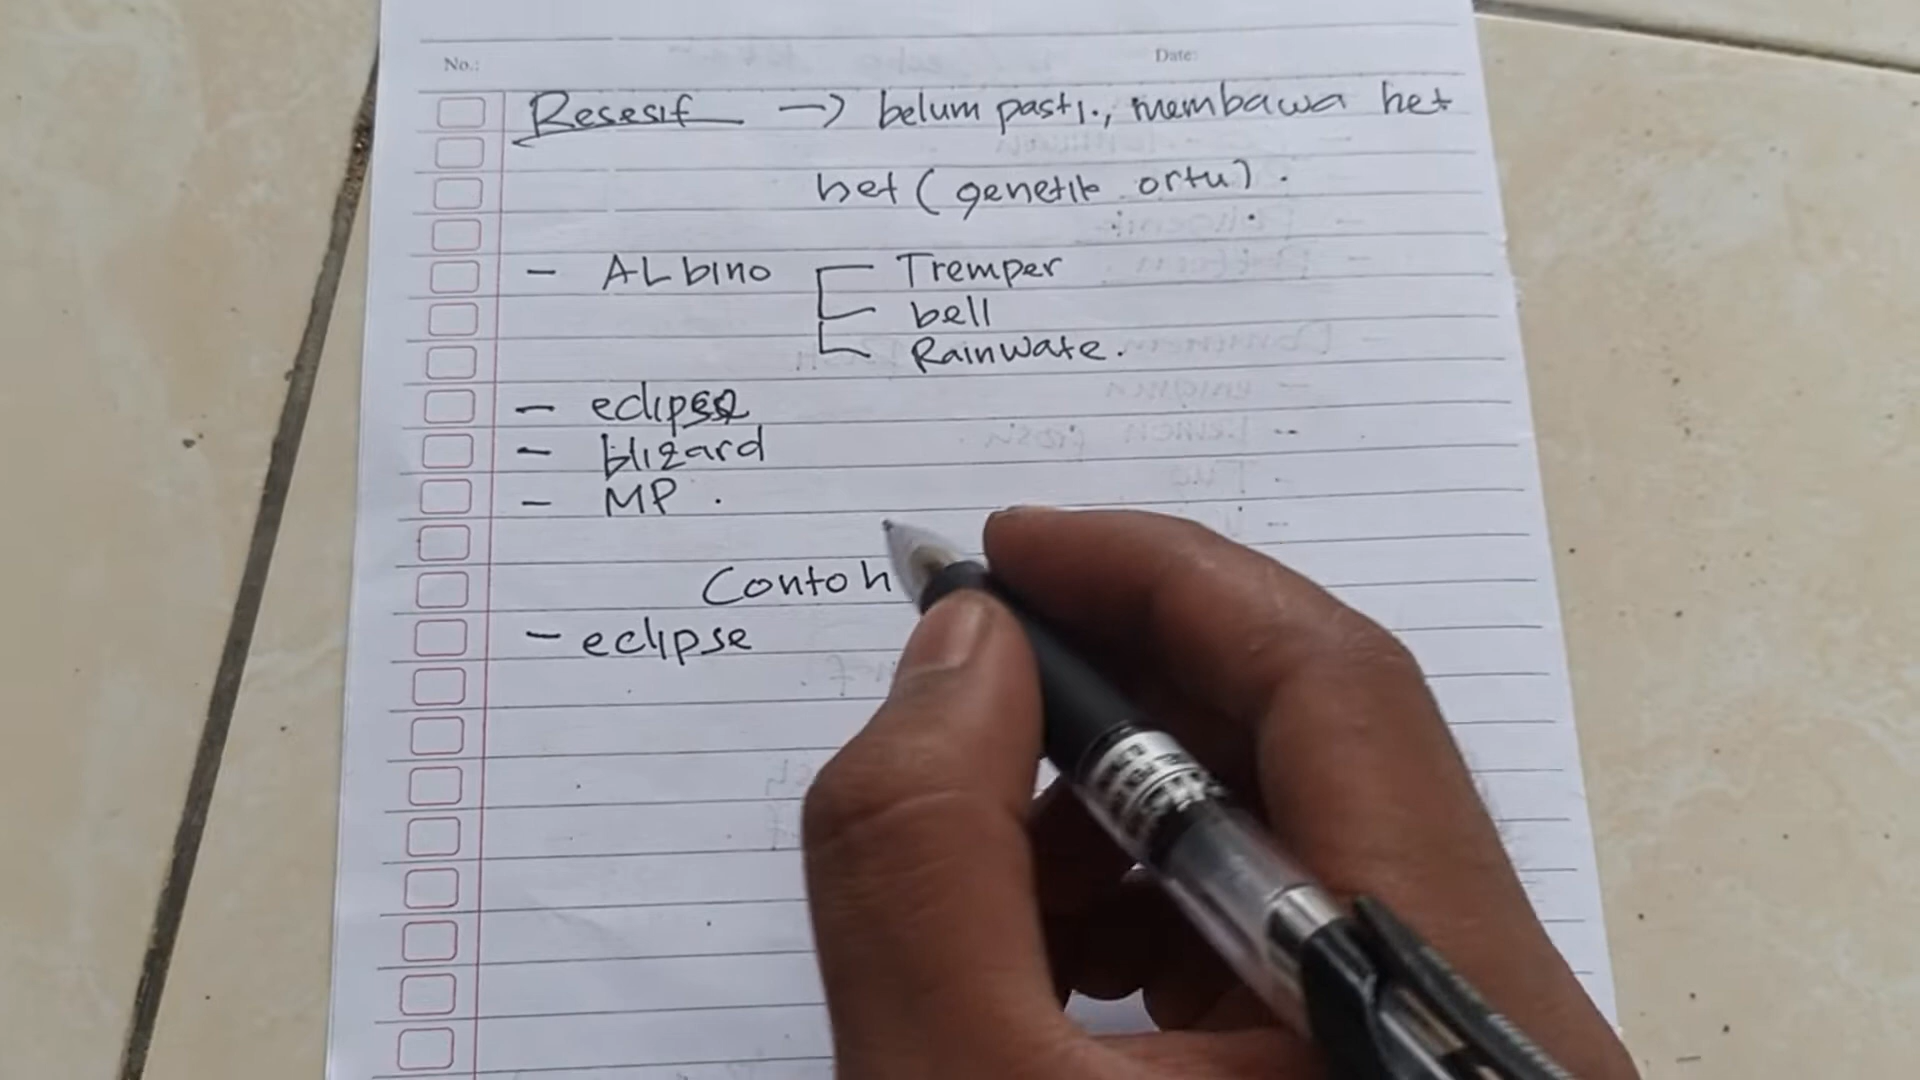 No.:
Date:
Resesif → belum pasti., membawa het
het (genetik ortu).
- ALbino Tremper
bell
Rainwate.
- eclipse
- blizard
- MP.
Contoh
- eclipse